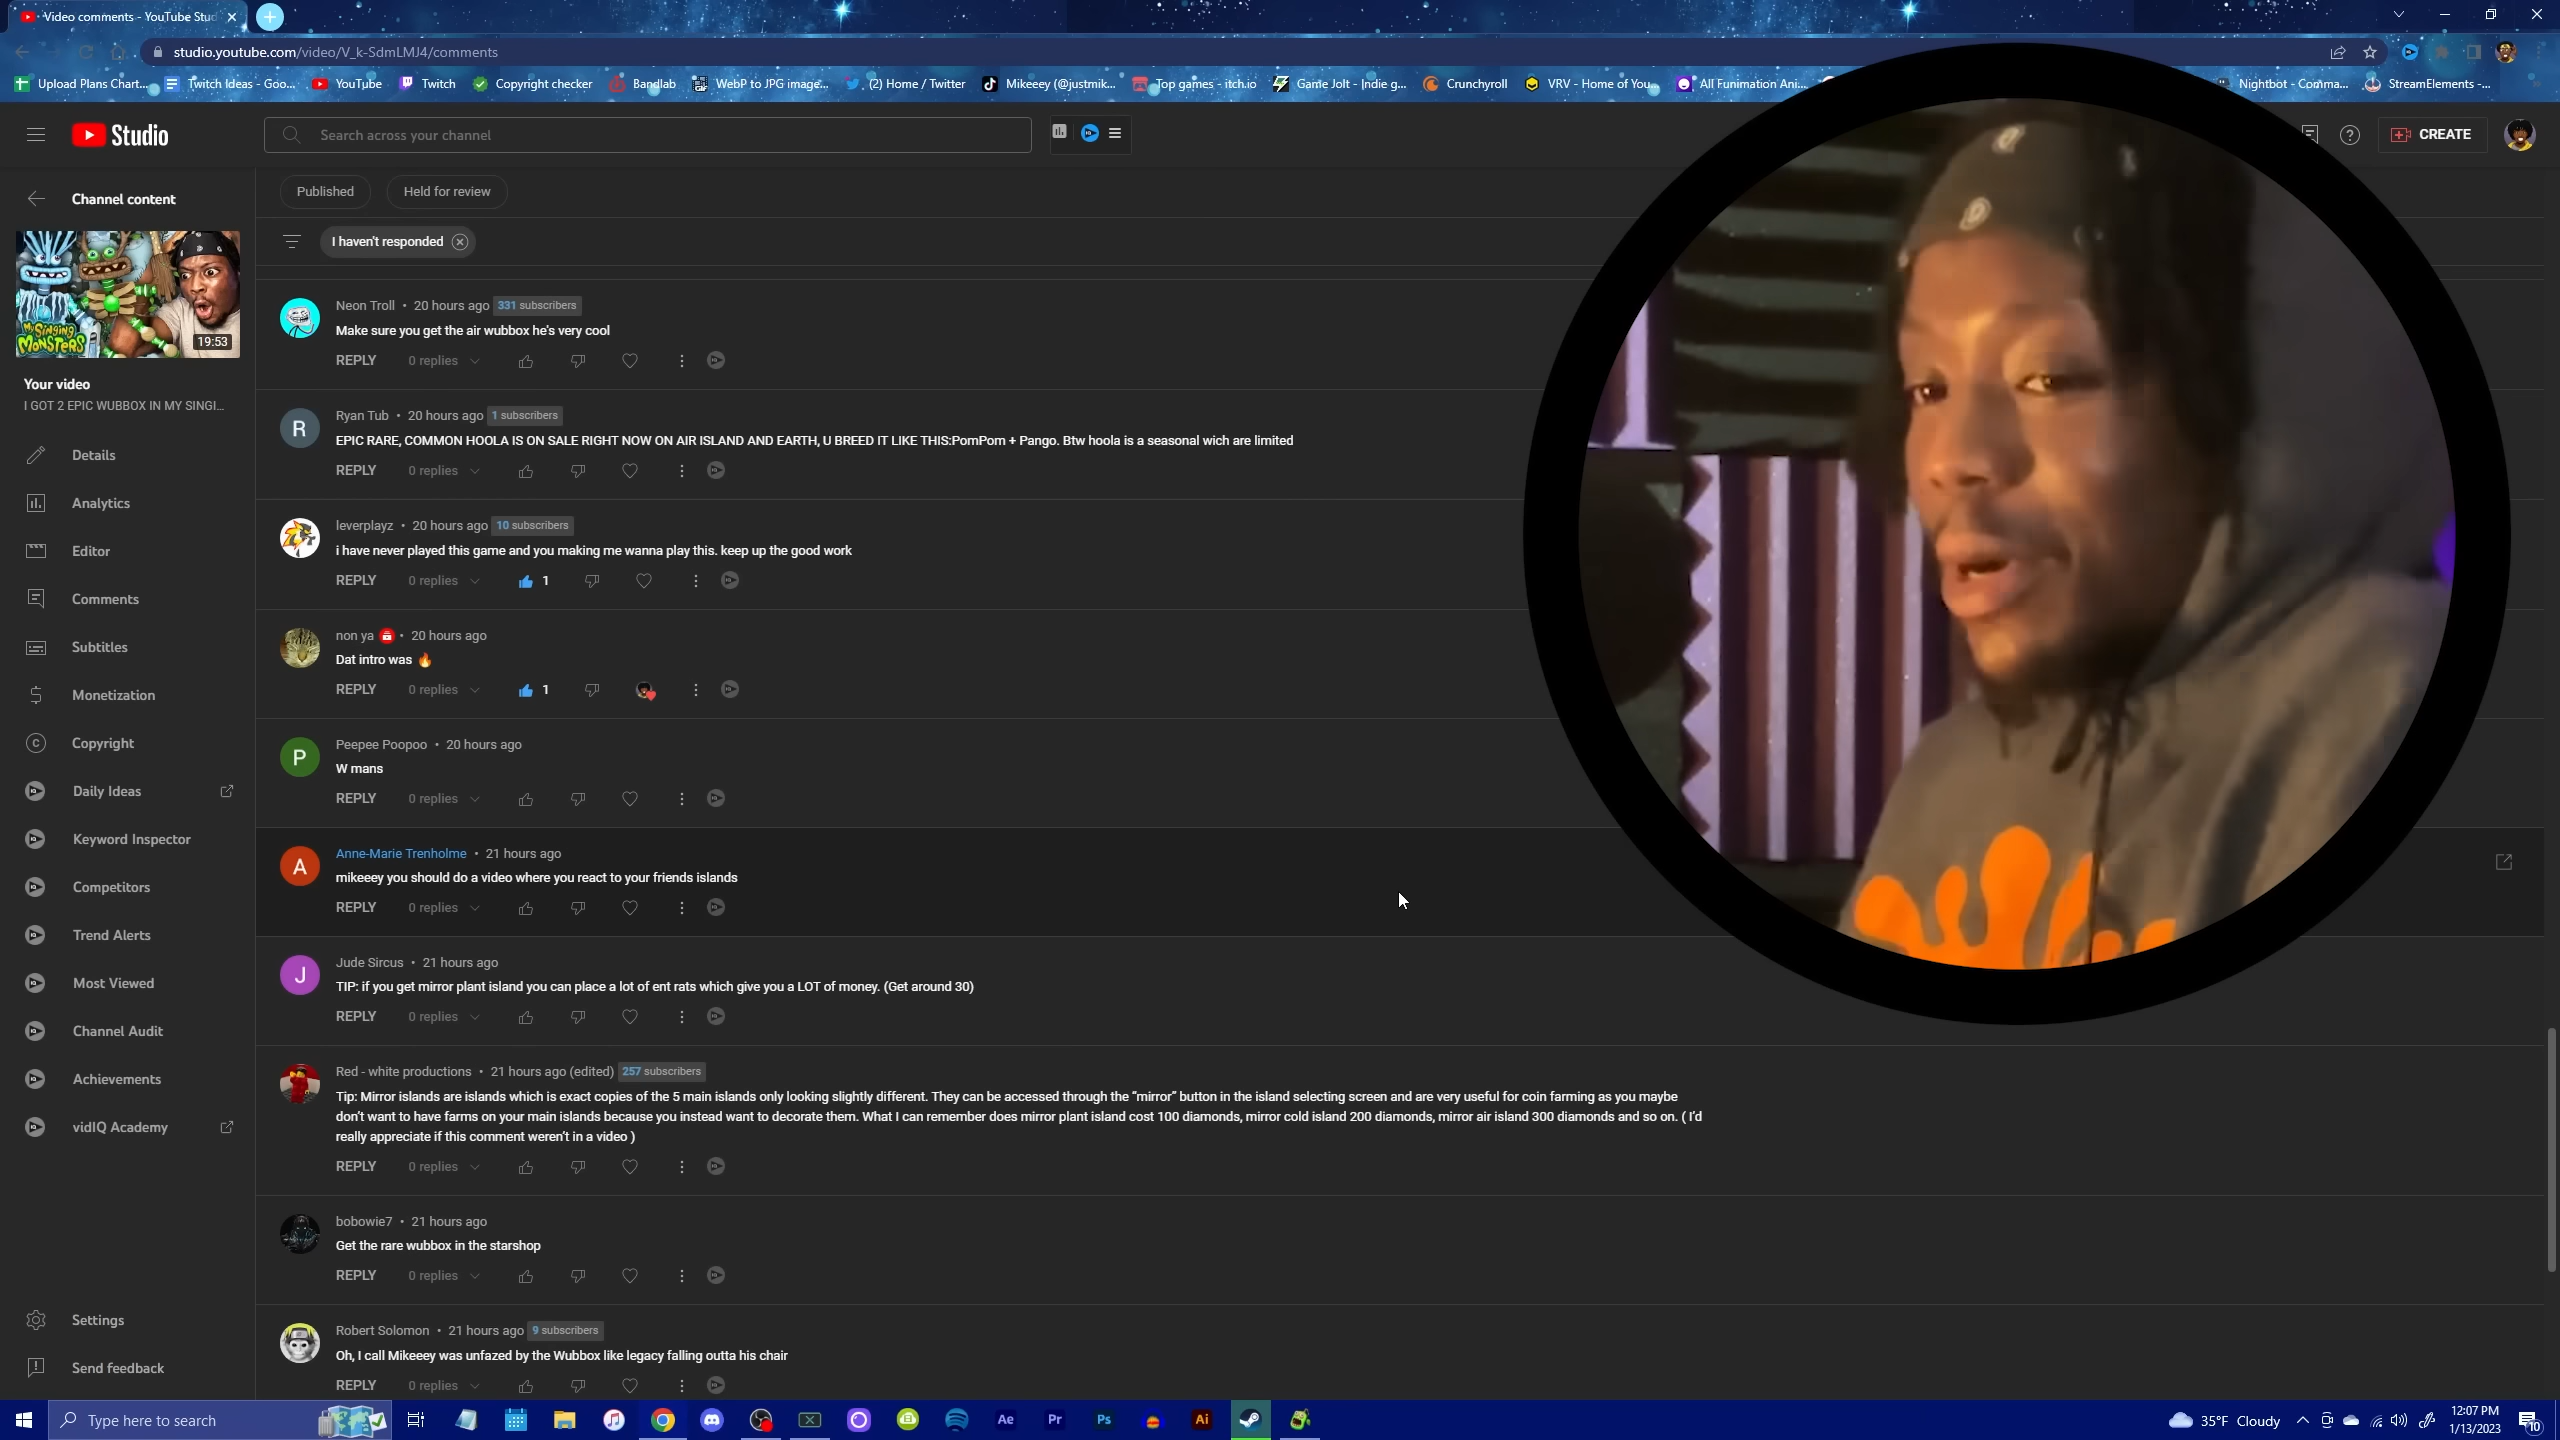 Video comments - YouTube Stud
studio.youtube.com/video/V_k-SdmLMJ4/comments
Upload Plans Chart...
Twitch Ideas - Goo...
YouTube
Twitch
Copyright checker
Bandlab
WebP to JPG image...
(2) Home / Twitter
Mikeeey (@justmik...
Top games - itch.io
Game Jolt - Indie g...
Crunchyroll
VRV - Home of You...
All Funimation Ani...
Nightbot - Comma...
StreamElements -...
Studio
Search across your channel
CREATE
Channel content
MY SINGING MONSTERS
19:53
Your video
I GOT 2 EPIC WUBBOX IN MY SINGI...
Details
Analytics
Editor
Comments
Subtitles
Monetization
Copyright
Daily Ideas
Keyword Inspector
Competitors
Trend Alerts
Most Viewed
Channel Audit
Achievements
vidIQ Academy
Settings
Send feedback
Published
Held for review
I haven't responded
Neon Troll • 20 hours ago 331 subscribers
Make sure you get the air wubbox he's very cool
REPLY 0 replies
R
Ryan Tub • 20 hours ago 1 subscribers
EPIC RARE, COMMON HOOLA IS ON SALE RIGHT NOW ON AIR ISLAND AND EARTH, U BREED IT LIKE THIS:PomPom + Pango. Btw hoola is a seasonal wich are limited
REPLY 0 replies
leverplayz • 20 hours ago 10 subscribers
i have never played this game and you making me wanna play this. keep up the good work
REPLY 0 replies 1
non ya • 20 hours ago
Dat intro was 🔥
REPLY 0 replies 1
P
Peepee Poopoo • 20 hours ago
W mans
REPLY 0 replies
A
Anne-Marie Trenholme • 21 hours ago
mikeeey you should do a video where you react to your friends islands
REPLY 0 replies
J
Jude Sircus • 21 hours ago
TIP: if you get mirror plant island you can place a lot of ent rats which give you a LOT of money. (Get around 30)
REPLY 0 replies
Red - white productions • 21 hours ago (edited) 257 subscribers
Tip: Mirror islands are islands which is exact copies of the 5 main islands only looking slightly different. They can be accessed through the "mirror" button in the island selecting screen and are very useful for coin farming as you maybe
don't want to have farms on your main islands because you instead want to decorate them. What I can remember does mirror plant island cost 100 diamonds, mirror cold island 200 diamonds, mirror air island 300 diamonds and so on. ( I'd
really appreciate if this comment weren't in a video )
REPLY 0 replies
bobowie7 • 21 hours ago
Get the rare wubbox in the starshop
REPLY 0 replies
Robert Solomon • 21 hours ago 9 subscribers
Oh, I call Mikeeey was unfazed by the Wubbox like legacy falling outta his chair
REPLY 0 replies
Type here to search
Ae
Pr
Ps
Ai
35°F Cloudy
12:07 PM
1/13/2023
10